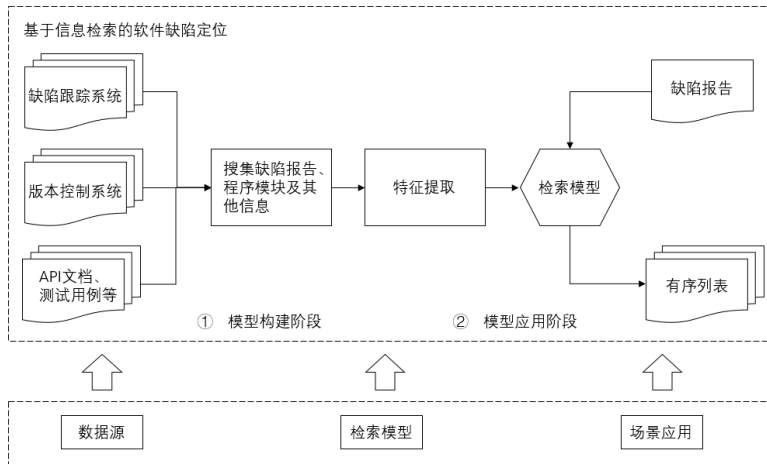 基于信息检索的软件缺陷定位
缺陷跟踪系统
版本控制系统
API文档、
测试用例等
搜集缺陷报告、
程序模块及其
他信息
特征提取
检索模型
缺陷报告
有序列表
① 模型构建阶段
② 模型应用阶段
数据源
检索模型
场景应用